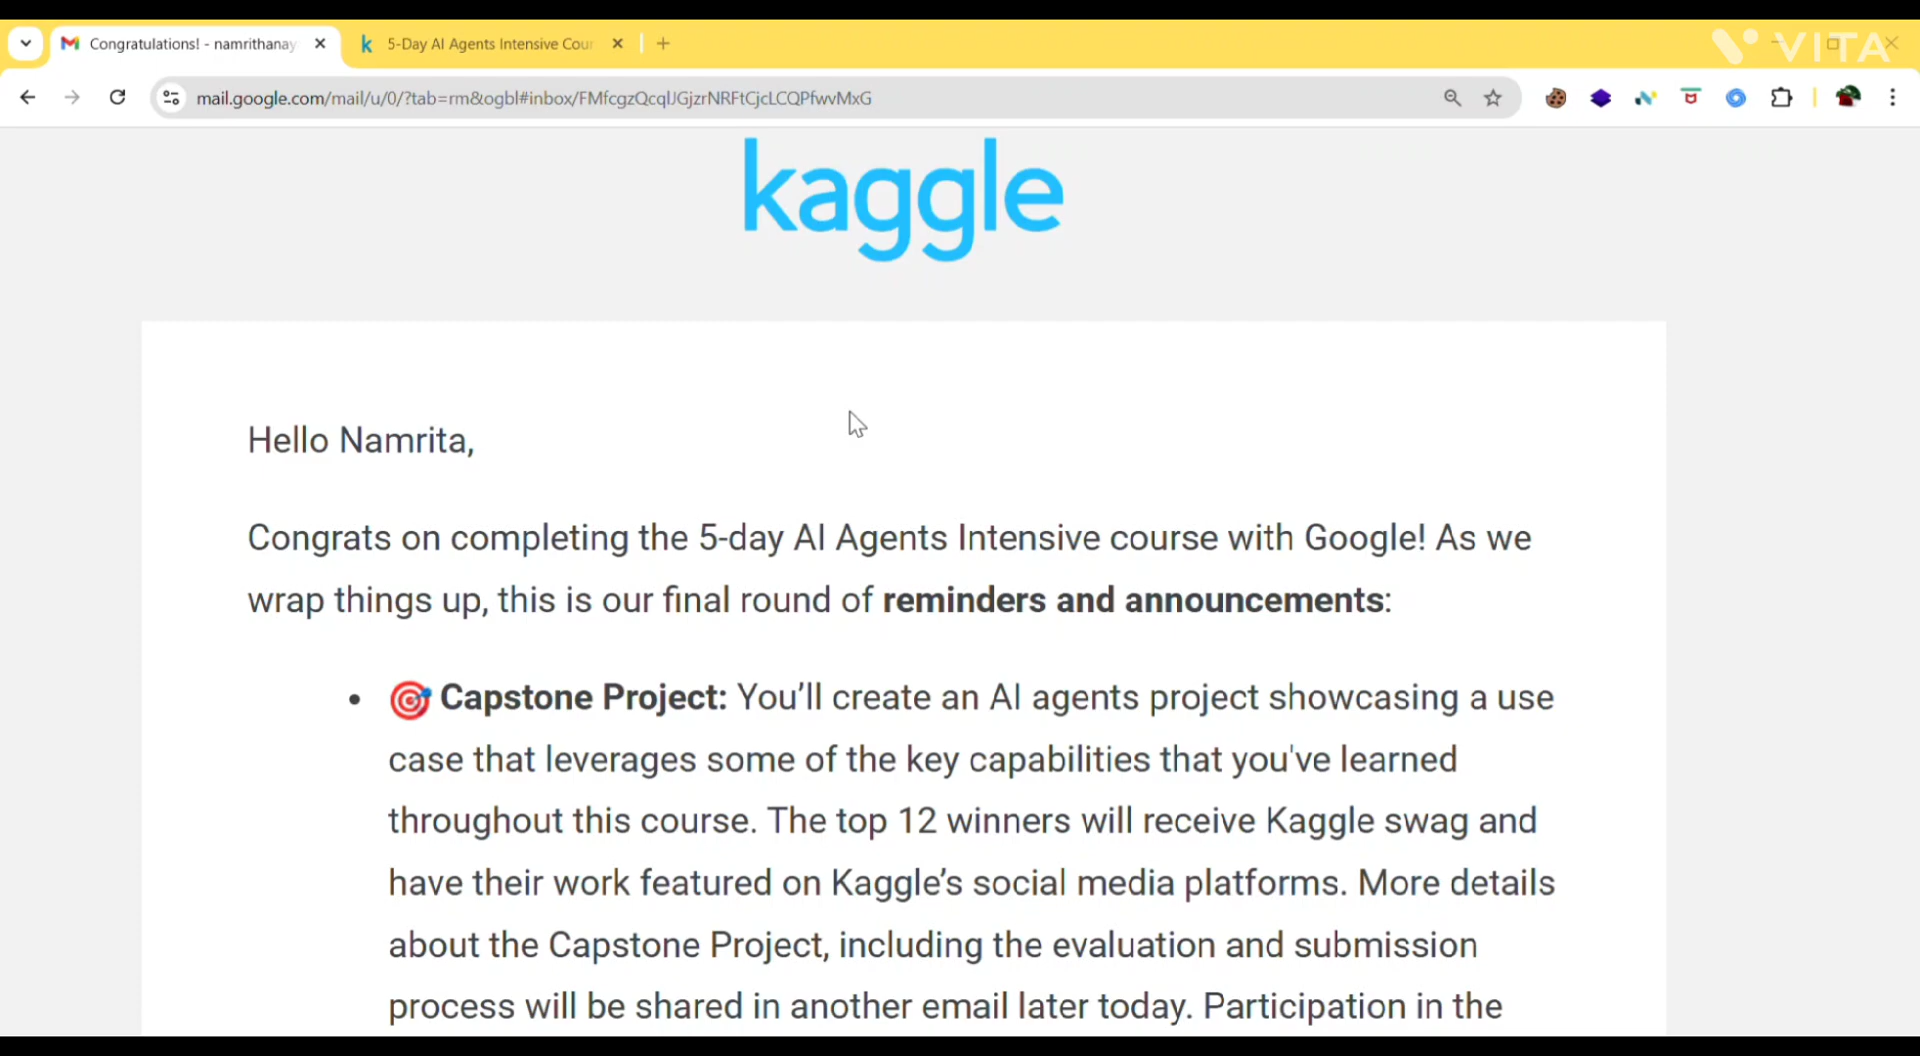 VITA
Congratulations! - namrithanay
5-Day AI Agents Intensive Cour
mail.google.com/mail/u/0/?tab=rm&ogbl#inbox/FMfcgzQcqlJGjzrNRFtCjcLCQPfwvMxG
kaggle
Hello Namrita,
Congrats on completing the 5-day AI Agents Intensive course with Google! As we
wrap things up, this is our final round of reminders and announcements:
• 🎯 Capstone Project: You’ll create an AI agents project showcasing a use
case that leverages some of the key capabilities that you've learned
throughout this course. The top 12 winners will receive Kaggle swag and
have their work featured on Kaggle’s social media platforms. More details
about the Capstone Project, including the evaluation and submission
process will be shared in another email later today. Participation in the